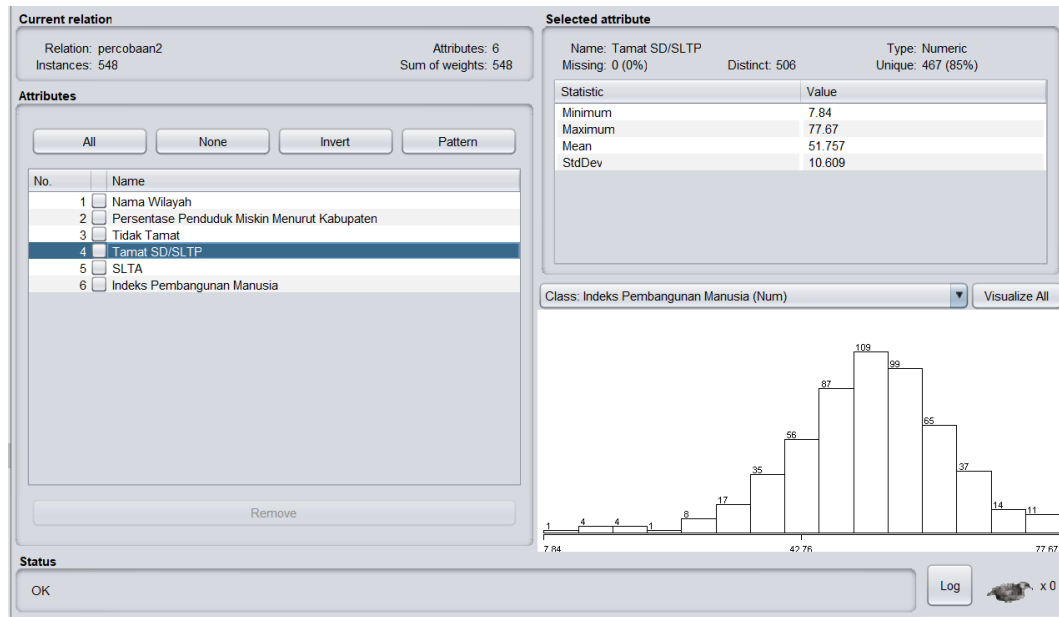 Current relation
Relation: percobaan2
Attributes: 6
Instances: 548
Sum of weights: 548
Attributes
All
None
Invert
Pattern
No.
Name
1
Nama Wilayah
2
Persentase Penduduk Miskin Menurut Kabupaten
3
Tidak Tamat
4
Tamat SD/SLTP
5
SLTA
6
Indeks Pembangunan Manusia
Remove
Selected attribute
Name: Tamat SD/SLTP
Type: Numeric
Missing: 0 (0%)
Distinct: 506
Unique: 467 (85%)
Statistic
Value
Minimum
7.84
Maximum
77.67
Mean
51.757
StdDev
10.609
Class: Indeks Pembangunan Manusia (Num)
Visualize All
1
4
4
1
8
17
35
56
87
109
99
65
37
14
11
7.84
42.76
77.67
Status
OK
Log
x 0